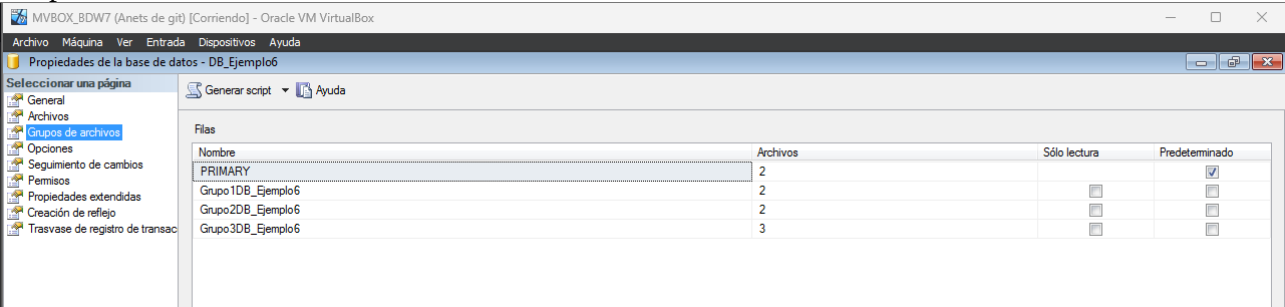 MVBOX_BDW7 (Anets de git) [Corriendo] - Oracle VM VirtualBox
Archivo Máquina Ver Entrada Dispositivos Ayuda
Propiedades de la base de datos - DB_Ejemplo6
Seleccionar una página
General
Archivos
Grupos de archivos
Opciones
Seguimiento de cambios
Permisos
Propiedades extendidas
Creación de reflejo
Trasvase de registro de transac
Generar script Ayuda
Filas
Nombre Archivos Sólo lectura Predeterminado
PRIMARY 2
Grupo1DB_Ejemplo6 2
Grupo2DB_Ejemplo6 2
Grupo3DB_Ejemplo6 3